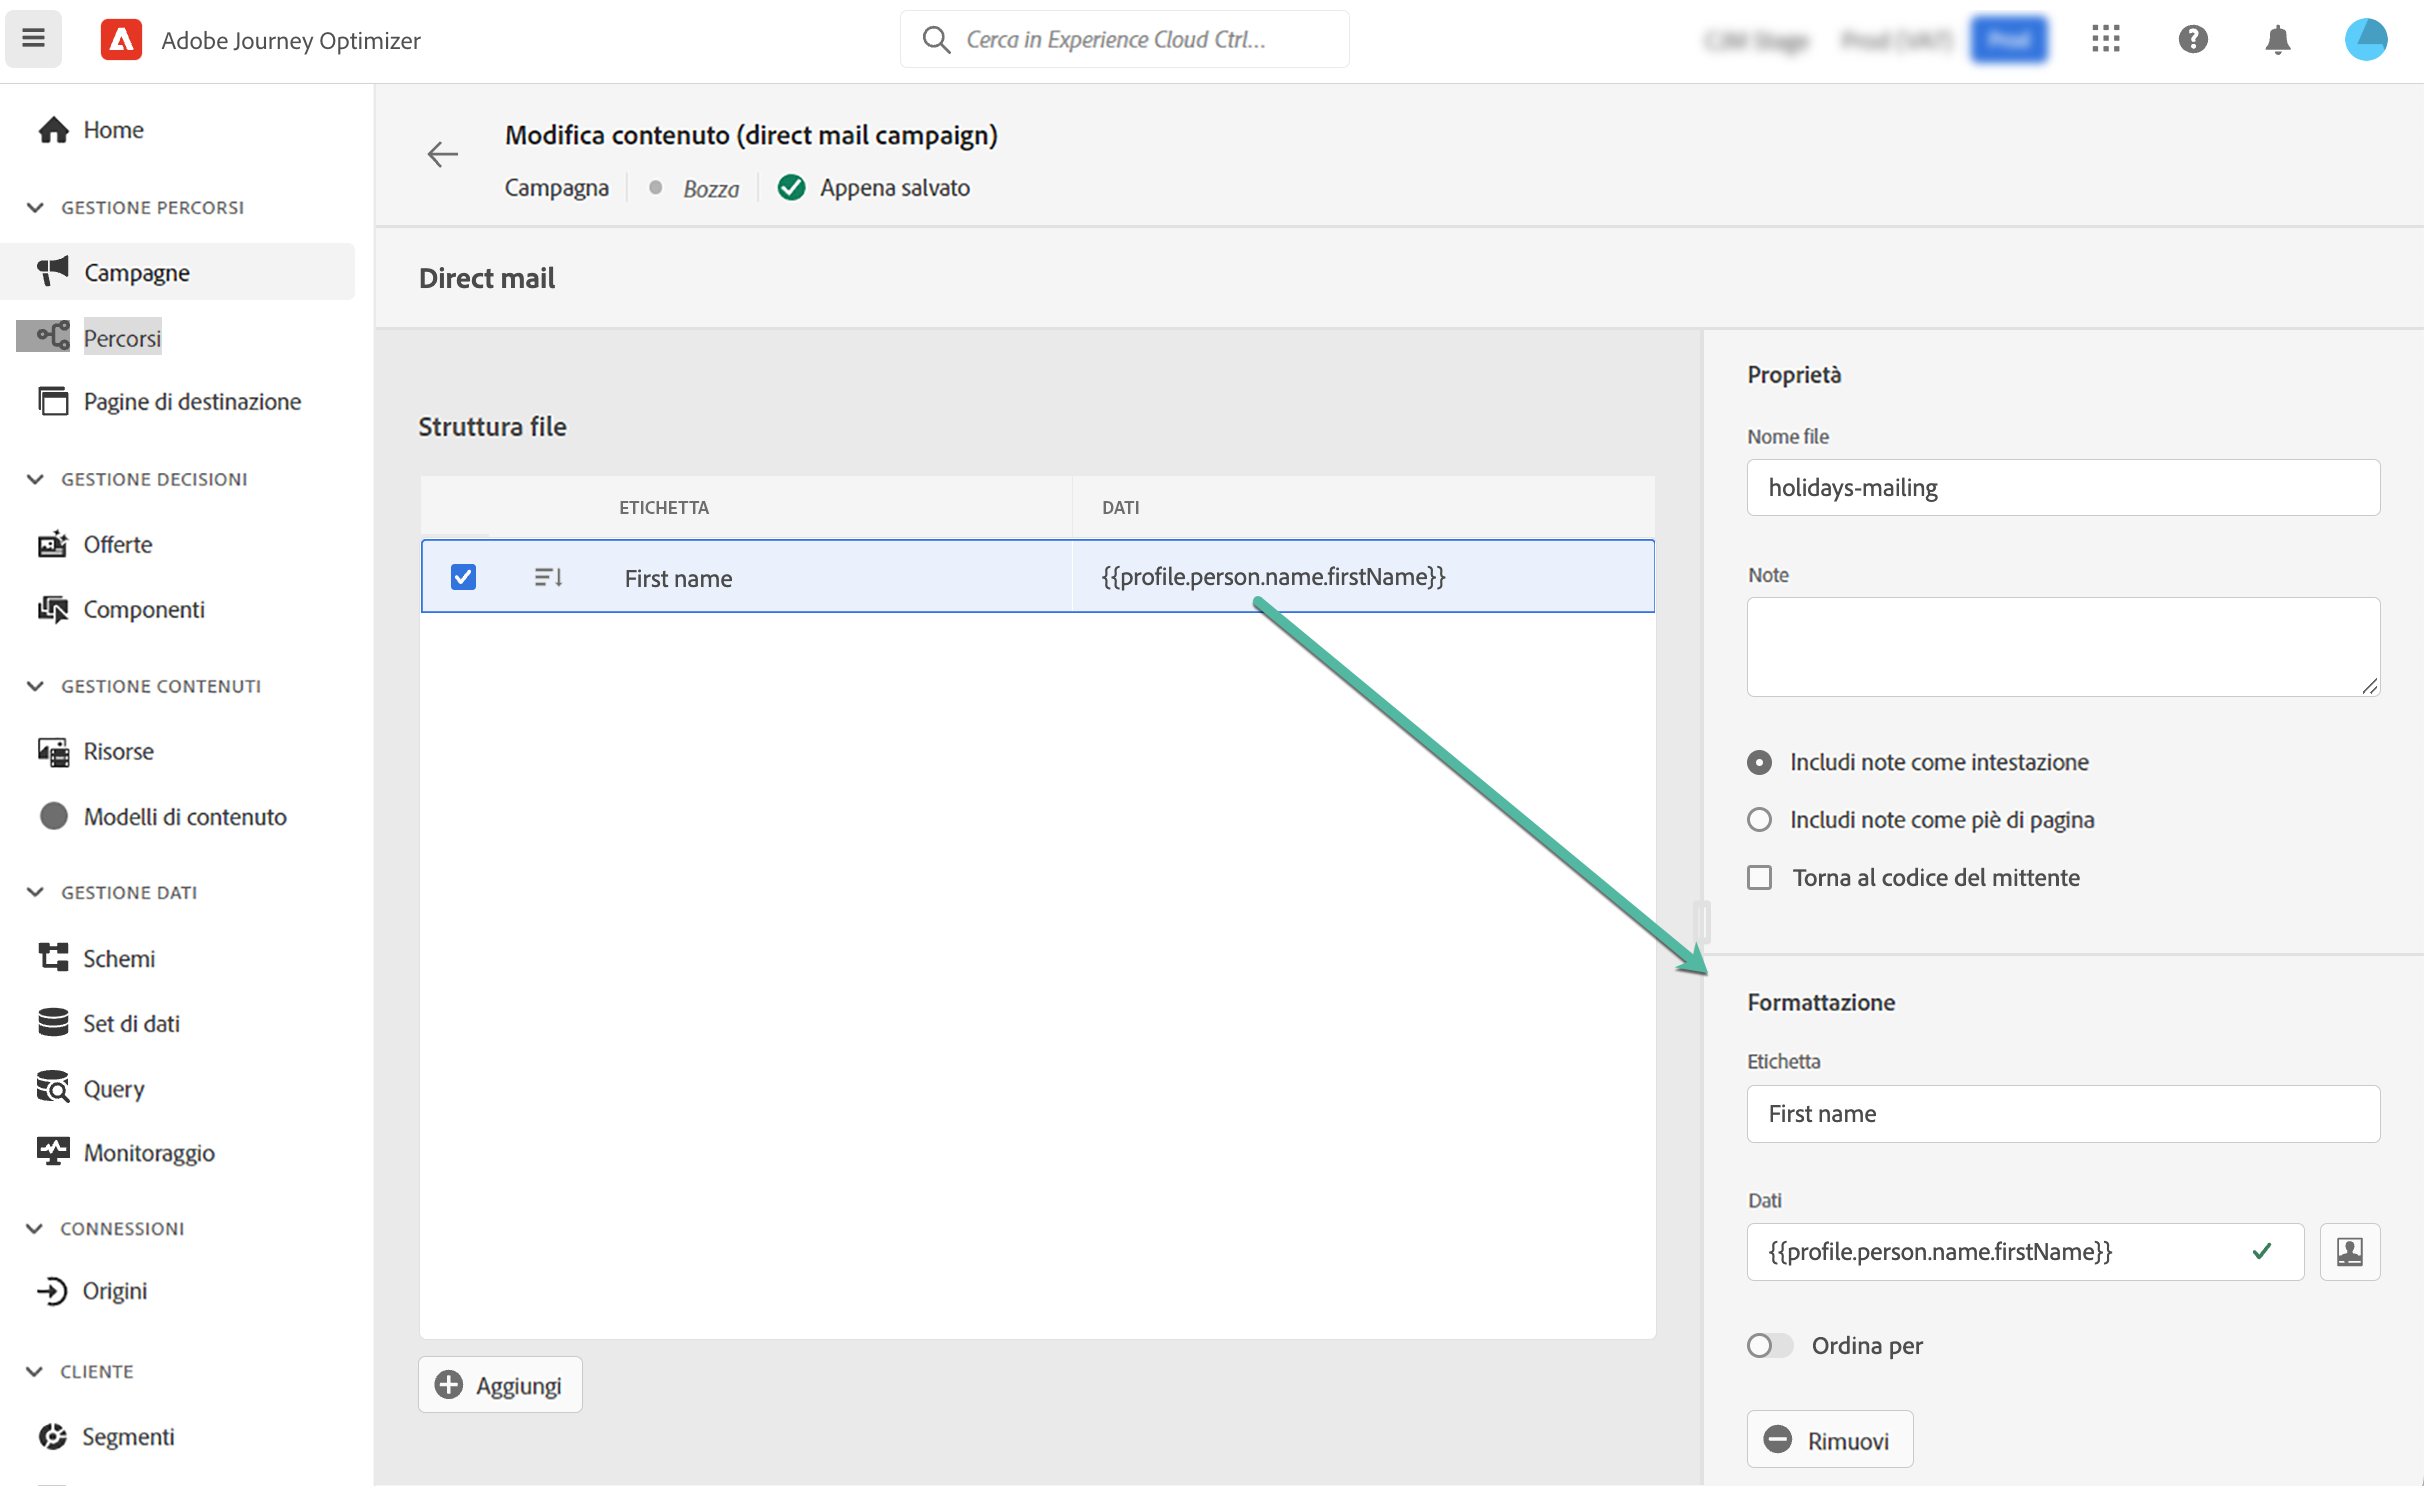 Adobe Journey Optimizer
Cerca in Experience Cloud Ctrl...
Home
GESTIONE PERCORSI
Campagne
Percorsi
Pagine di destinazione
GESTIONE DECISIONI
Offerte
Componenti
GESTIONE CONTENUTI
Risorse
Modelli di contenuto
GESTIONE DATI
Schemi
Set di dati
Query
Monitoraggio
CONNESSIONI
Origini
CLIENTE
Segmenti
Modifica contenuto (direct mail campaign)
Campagna Bozza Appena salvato
Direct mail
Struttura file
ETICHETTA DATI
First name {{profile.person.name.firstName}}
Aggiungi
Proprietà
Nome file
holidays-mailing
Note
Includi note come intestazione
Includi note come piè di pagina
Torna al codice del mittente
Formattazione
Etichetta
First name
Dati
{{profile.person.name.firstName}}
Ordina per
Rimuovi